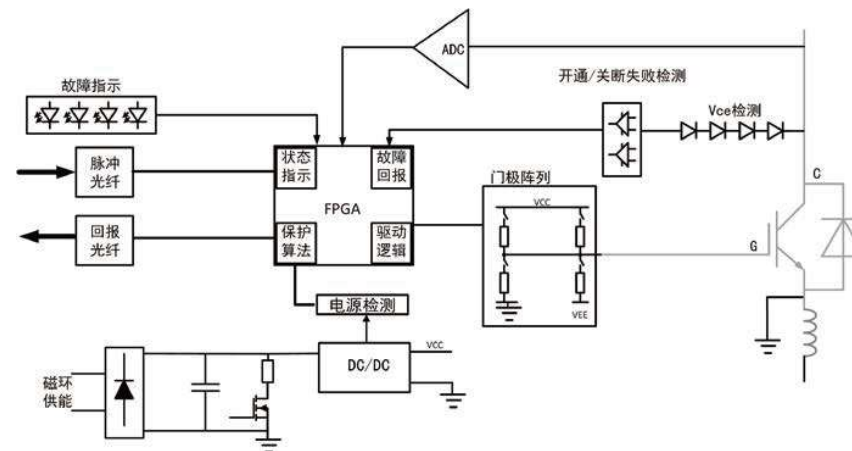 ADC
开通/关断失败检测
故障指示
Vce检测
脉冲
光纤
状态
指示
故障
回报
FPGA
门极阵列
VCC
C
G
回报
光纤
保护
算法
驱动
逻辑
VEE
电源检测
DC/DC
VCC
磁环
供能